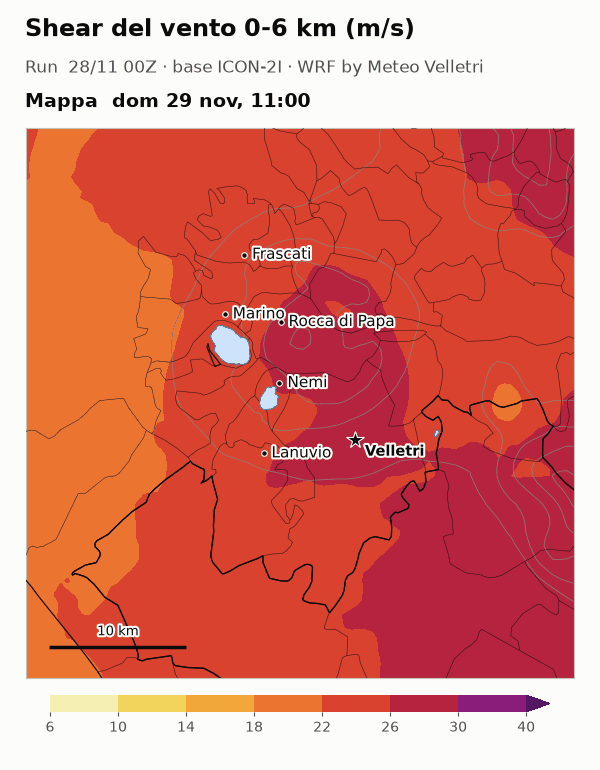 Shear del vento 0-6 km (m/s)
Run  28/11 00Z · base ICON-2I · WRF by Meteo Velletri
Mappa  dom 29 nov, 11:00
Frascati
Marino
Rocca di Papa
Nemi
Velletri
Lanuvio
10 km
6 10 14 18 22 26 30 40